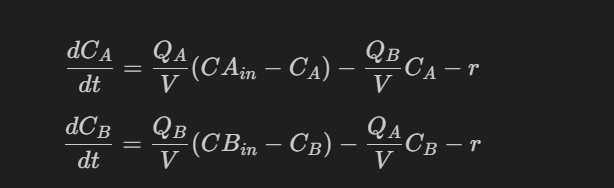 dC_A/dt = Q_A/V (CA_in − C_A) − Q_B/V C_A − r
dC_B/dt = Q_B/V (CB_in − C_B) − Q_A/V C_B − r